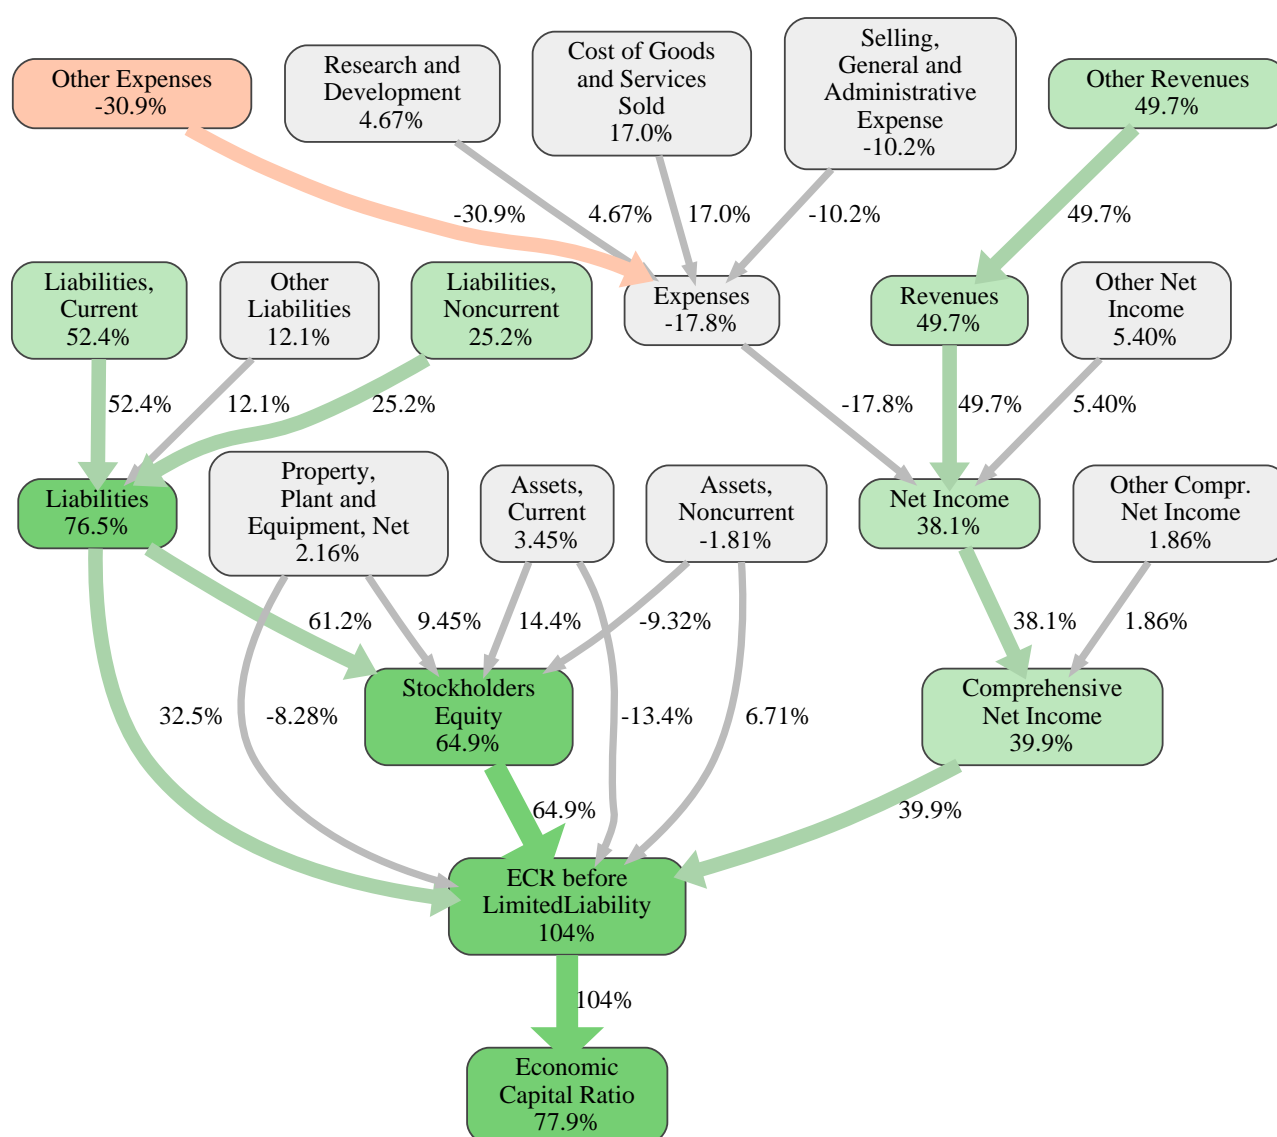 Other Expenses
-30.9%
Research and
Development
4.67%
Cost of Goods
and Services
Sold
17.0%
Selling,
General and
Administrative
Expense
-10.2%
Other Revenues
49.7%
-30.9%
4.67%
17.0%
-10.2%
49.7%
Liabilities,
Current
52.4%
Other
Liabilities
12.1%
Liabilities,
Noncurrent
25.2%
Expenses
-17.8%
Revenues
49.7%
Other Net
Income
5.40%
52.4%
12.1%
25.2%
-17.8%
49.7%
5.40%
Liabilities
76.5%
Property,
Plant and
Equipment, Net
2.16%
Assets,
Current
3.45%
Assets,
Noncurrent
-1.81%
Net Income
38.1%
Other Compr.
Net Income
1.86%
61.2%
9.45%
14.4%
-9.32%
38.1%
1.86%
Stockholders
Equity
64.9%
Comprehensive
Net Income
39.9%
32.5%
-8.28%
-13.4%
6.71%
64.9%
39.9%
ECR before
LimitedLiability
104%
104%
Economic
Capital Ratio
77.9%